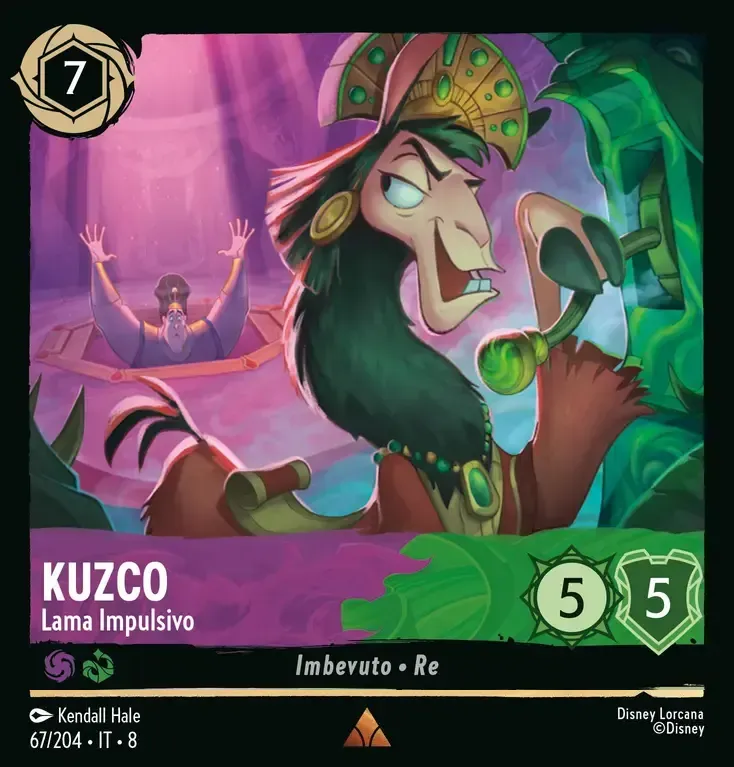 7
KUZCO
Lama Impulsivo
5
5
Imbevuto • Re
Kendall Hale
67/204 • IT • 8
Disney Lorcana
©Disney